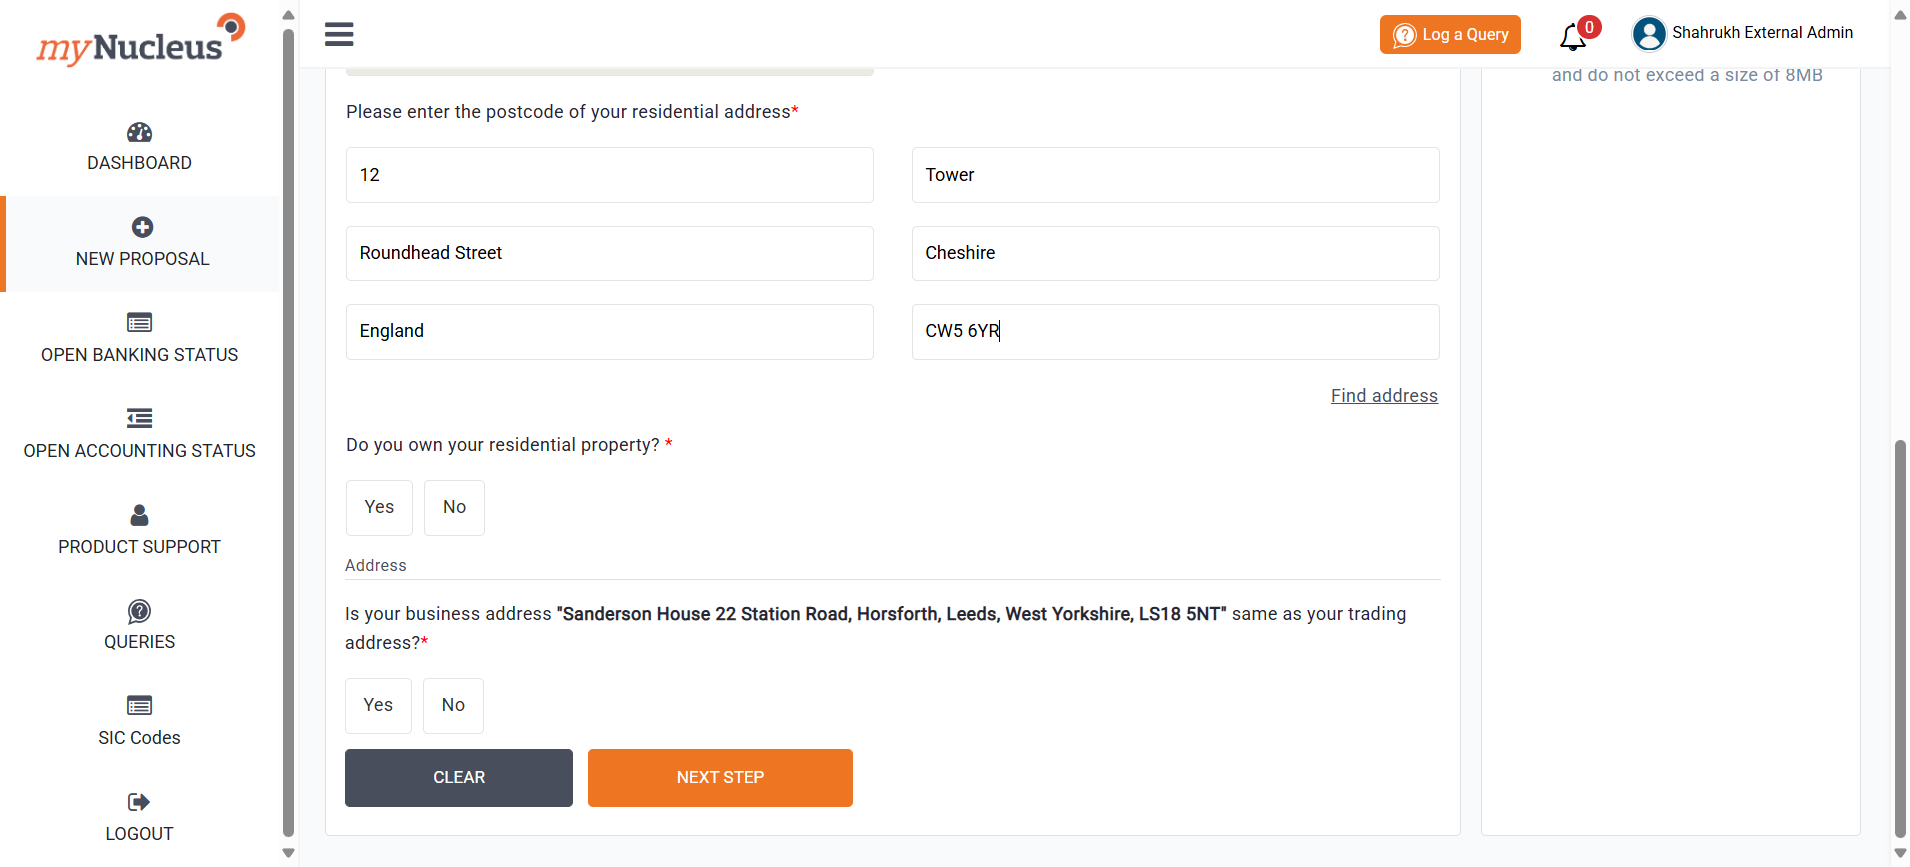 myNucleus
DASHBOARD
NEW PROPOSAL
OPEN BANKING STATUS
OPEN ACCOUNTING STATUS
PRODUCT SUPPORT
QUERIES
SIC Codes
LOGOUT
Log a Query
0
Shahrukh External Admin
and do not exceed a size of 8MB
Please enter the postcode of your residential address*
12
Tower
Roundhead Street
Cheshire
England
CW5 6YR
Find address
Do you own your residential property? *
Yes
No
Address
Is your business address "Sanderson House 22 Station Road, Horsforth, Leeds, West Yorkshire, LS18 5NT" same as your trading
address?*
Yes
No
CLEAR
NEXT STEP